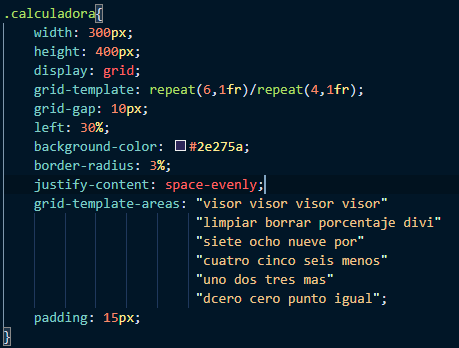 .calculadora{
width: 300px;
height: 400px;
display: grid;
grid-template: repeat(6,1fr)/repeat(4,1fr);
grid-gap: 10px;
left: 30%;
background-color: #2e275a;
border-radius: 3%;
justify-content: space-evenly;
grid-template-areas: "visor visor visor visor"
"limpiar borrar porcentaje divi"
"siete ocho nueve por"
"cuatro cinco seis menos"
"uno dos tres mas"
"dcero cero punto igual";
padding: 15px;
}